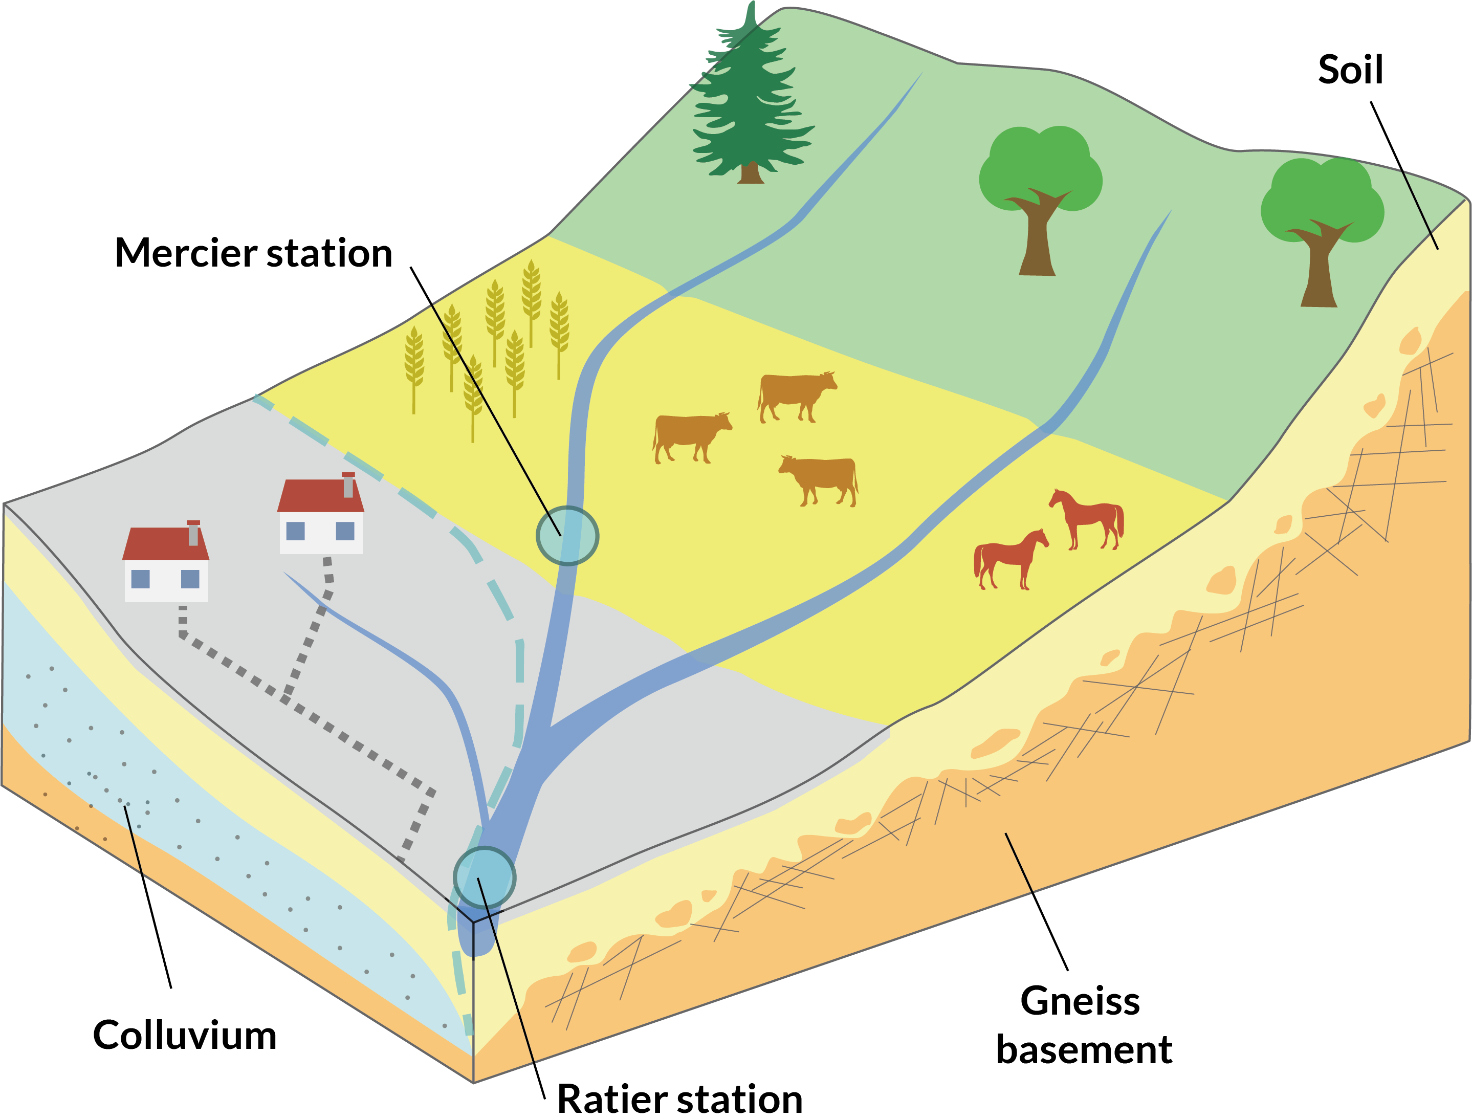 Soil
Mercier station
Gneiss
basement
Colluvium
Ratier station